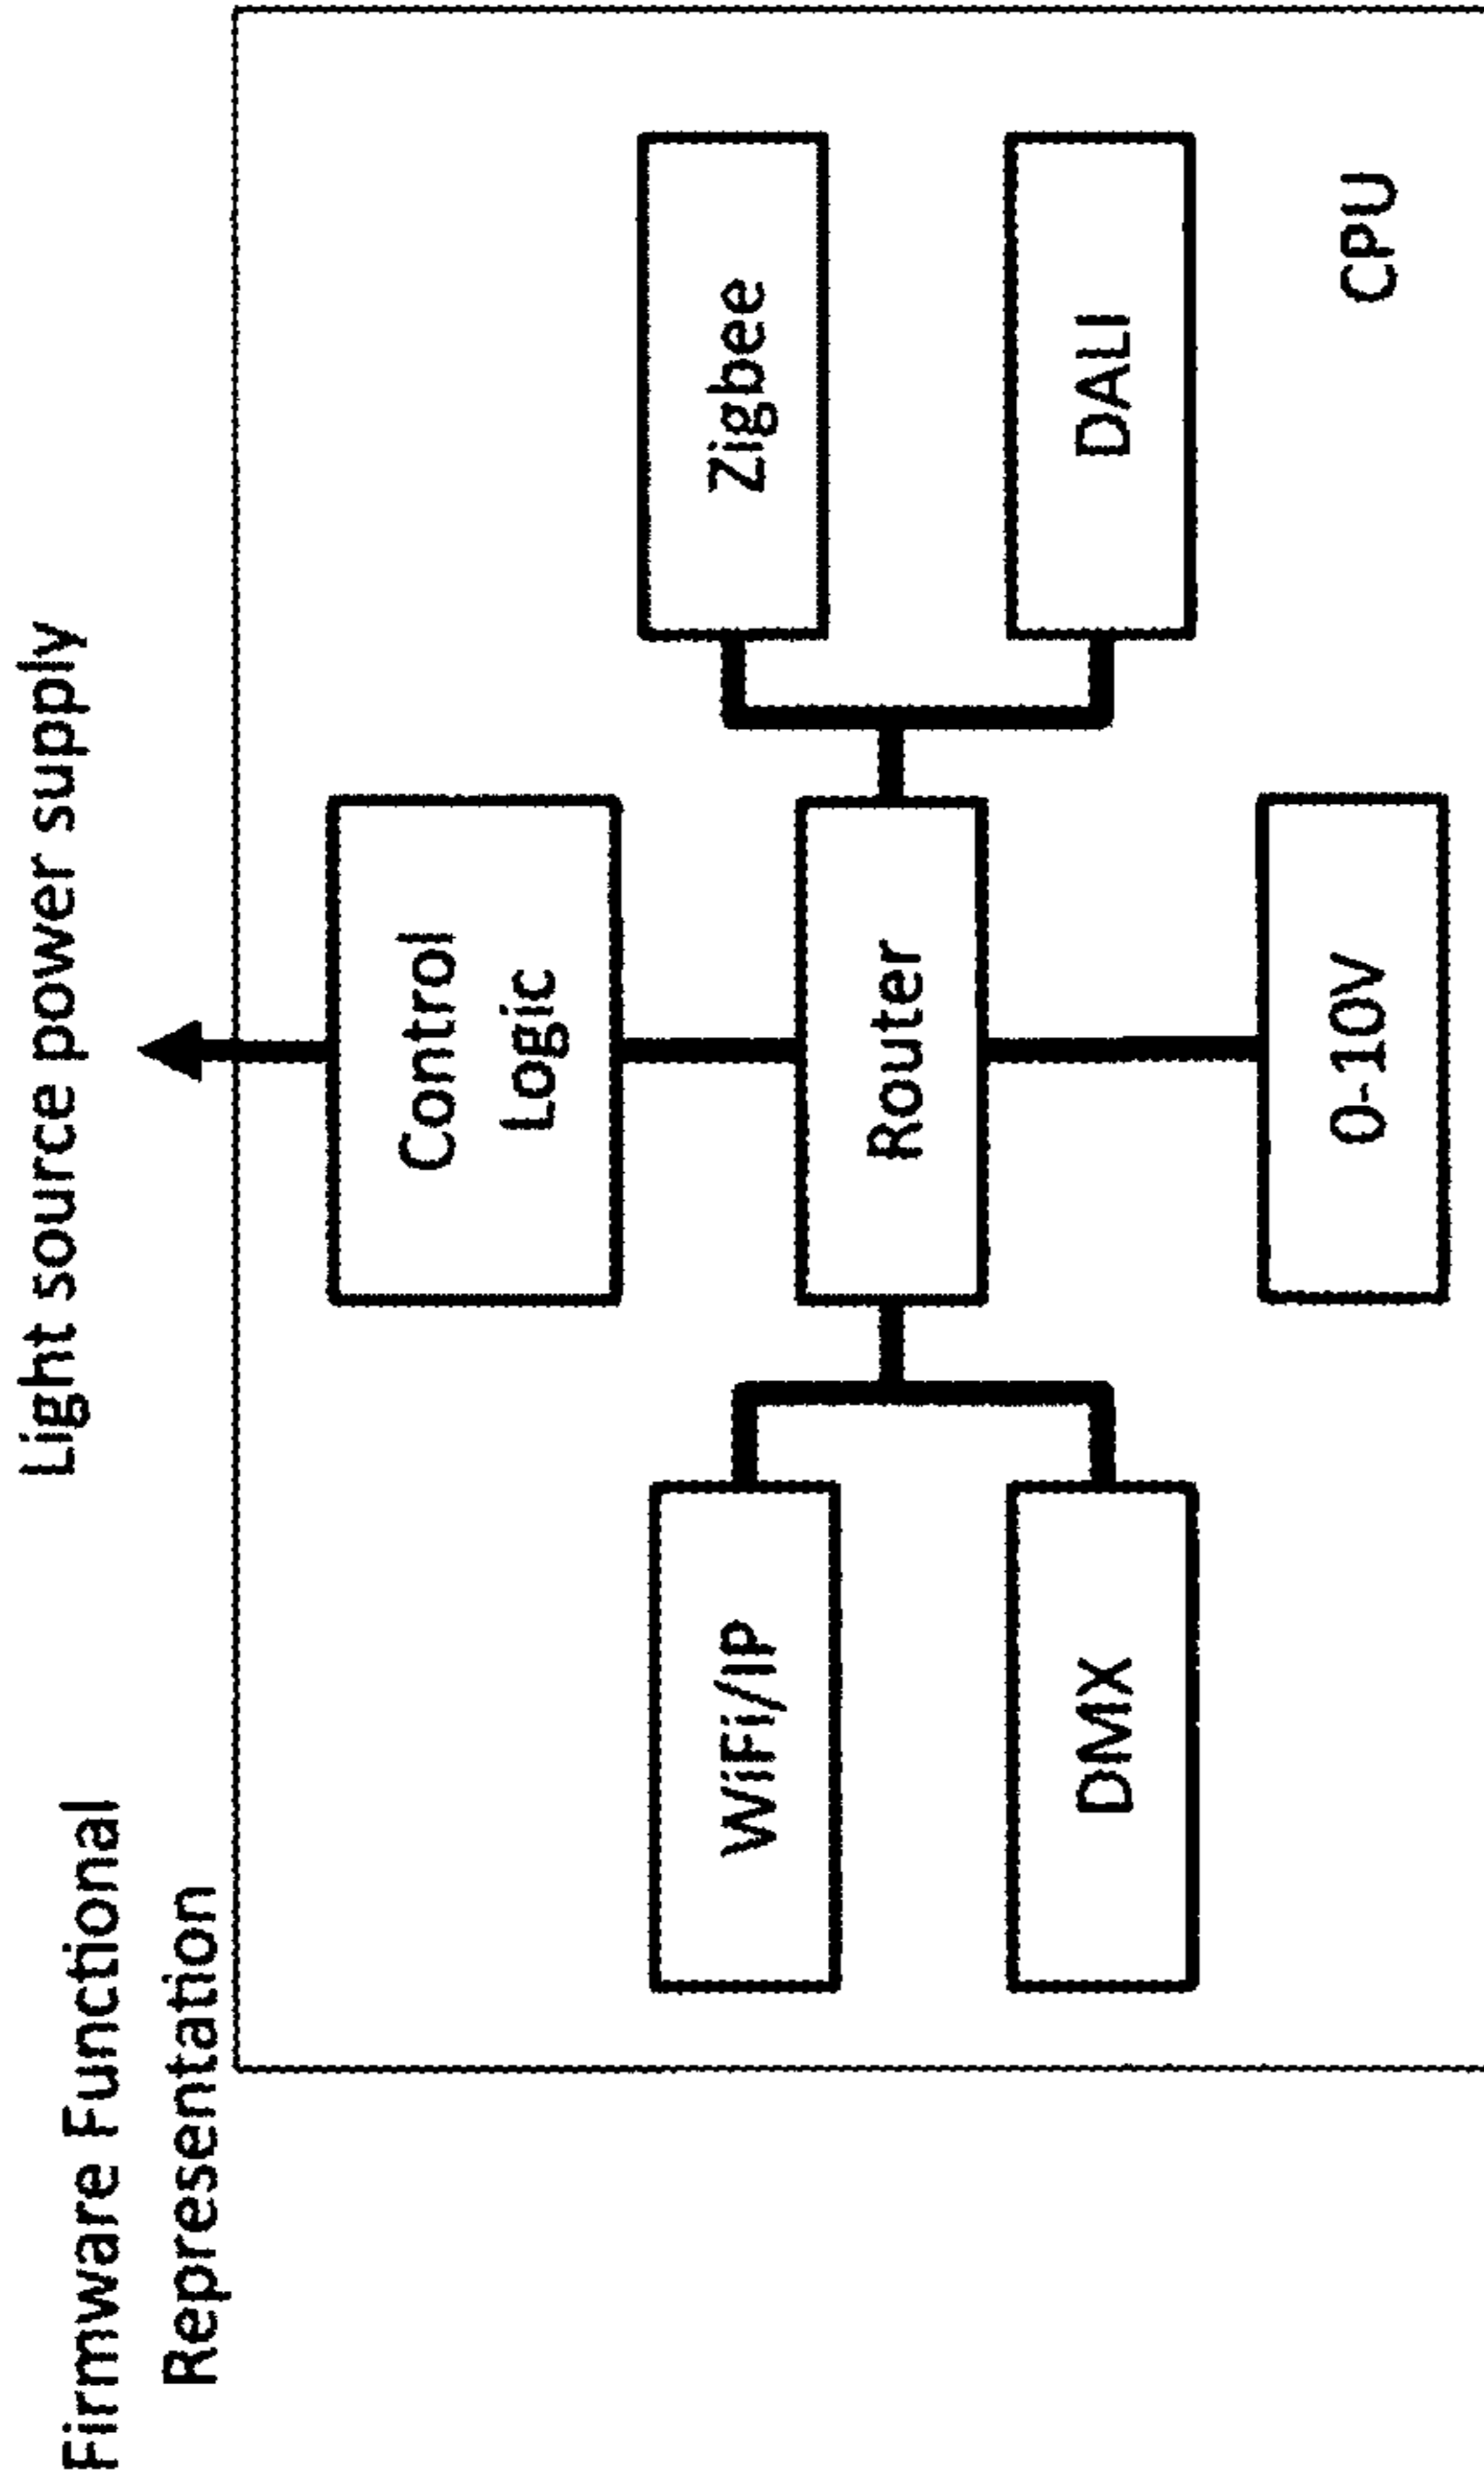 Firmware Functional
Representation
Light source power supply
Control
Logic
WiFi/IP
Zigbee
Router
DMX
DALI
0-10V
CPU